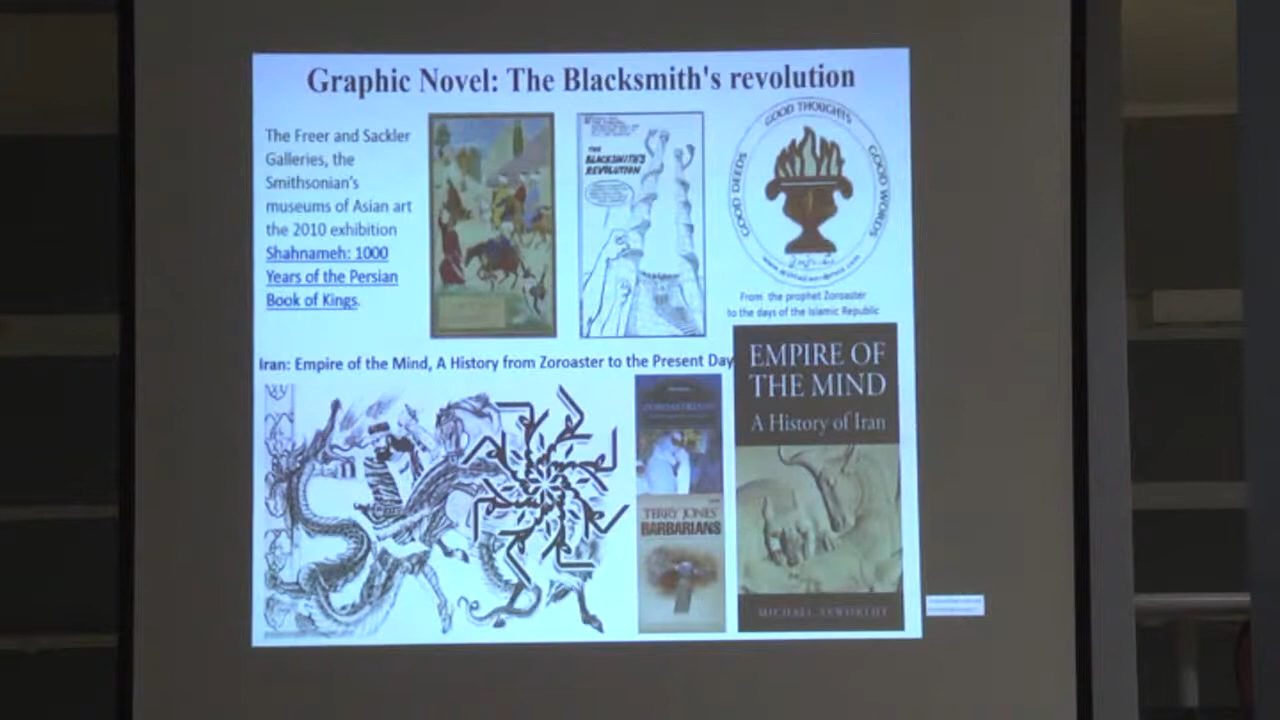 Graphic Novel: The Blacksmith's revolution
The Freer and Sackler
Galleries, the
Smithsonian's
museums of Asian art
the 2010 exhibition
Shahnameh: 1000
Years of the Persian
Book of Kings.
THE
BLACKSMITH'S
REVOLUTION
GOOD THOUGHTS
GOOD WORDS
GOOD DEEDS
From the prophet Zoroaster
to the days of the Islamic Republic
Iran: Empire of the Mind, A History from Zoroaster to the Present Day
EMPIRE OF
THE MIND
A History of Iran
MICHAEL AXWORTHY
TERRY JONES'
BARBARIANS